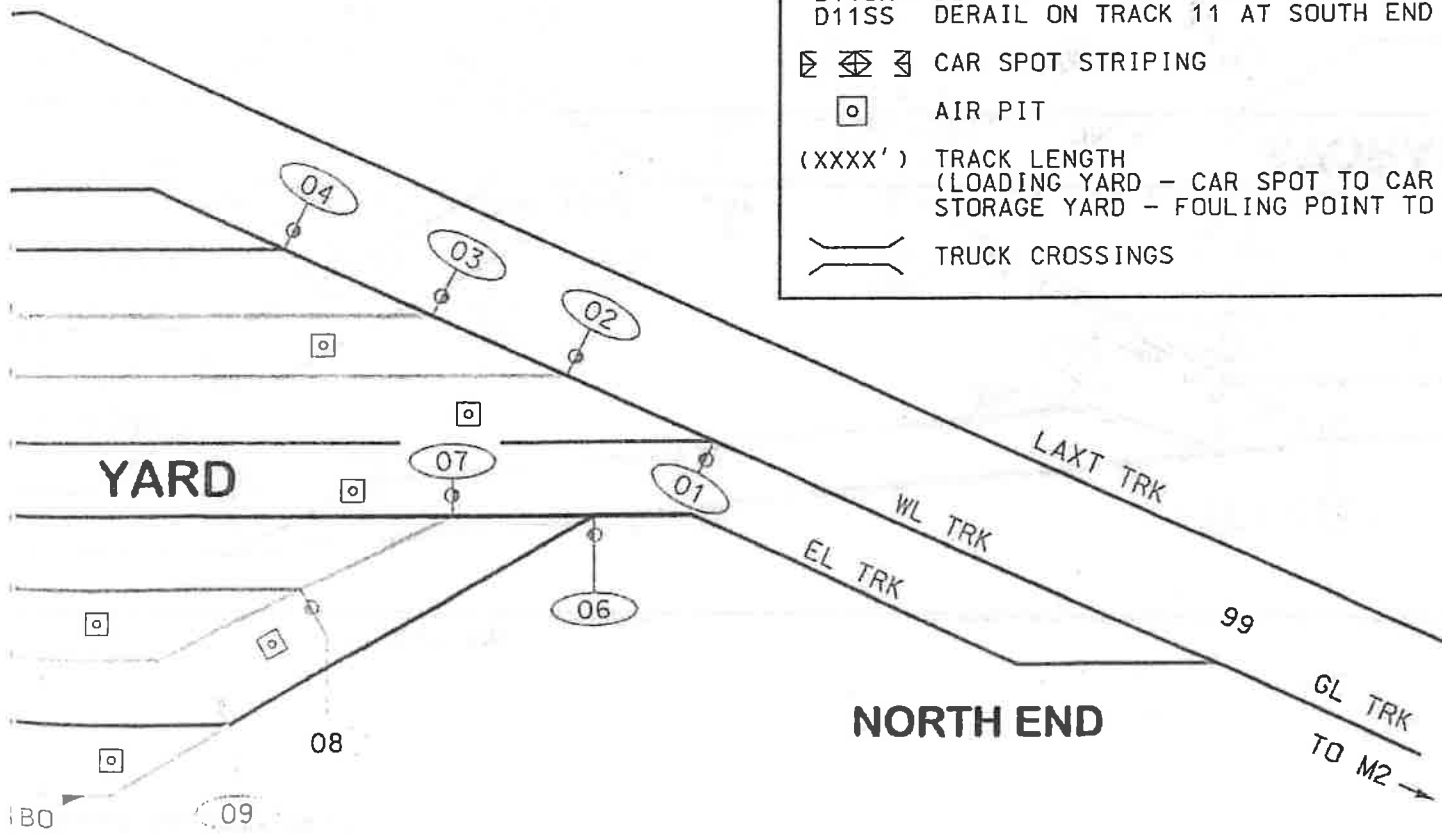 D11SS DERAIL ON TRACK 11 AT SOUTH END
CAR SPOT STRIPING
AIR PIT
(XXXX') TRACK LENGTH
(LOADING YARD - CAR SPOT TO CAR
STORAGE YARD - FOULING POINT TO
TRUCK CROSSINGS
04
03
02
LAXT TRK
YARD
07
01
WL TRK
EL TRK
06
99
GL TRK
NORTH END
TO M2
08
09